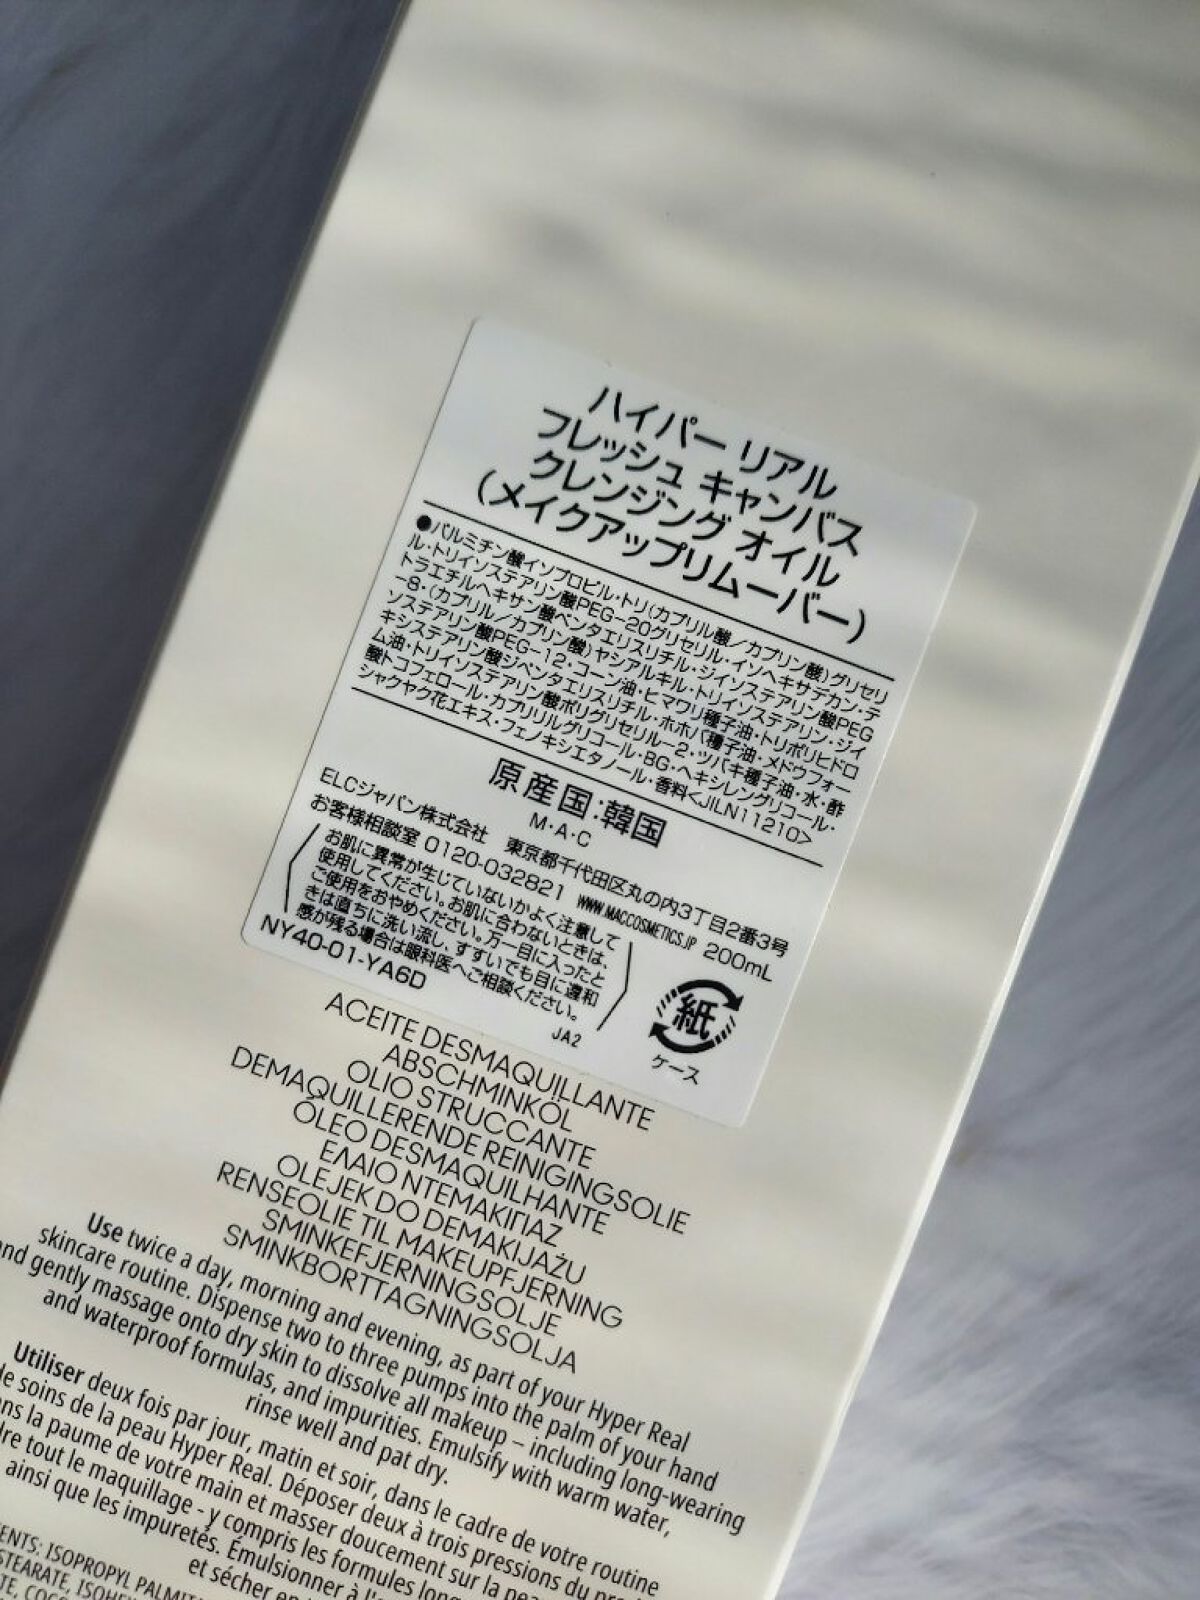 ハイパー リアル
フレッシュ キャンバス
クレンジング オイル
(メイクアップリムーバー)
●パルミチン酸イソプロピル・トリ(カプリル酸/カプリン酸)グリセリ
ル・トリイソステアリン酸PEG-20グリセリル・イソヘキサデカン・テ
トラエチルヘキサン酸ペンタエリスリチル・ジイソステアリン酸PEG
-8・(カプリル/カプリン酸)ヤシアルキル・トリイソステアリン・ジイ
ソステアリン酸PEG-12・コーン油・ヒマワリ種子油・トリポリヒドロ
キシステアリン酸ジペンタエリスリチル・ホホバ種子油・メドウフォー
ム油・トリイソステアリン酸ポリグリセリル-2・ツバキ種子油・水・酢
酸トコフェロール・カプリリルグリコール・BG・ヘキシレングリコール・
シャクヤク花エキス・フェノキシエタノール・香料<JILN11210>
原産国:韓国
M・A・C
ELCジャパン株式会社 東京都千代田区丸の内3丁目2番3号
お客様相談室 0120-032821 WWW.MACCOSMETICS.JP 200mL
お肌に異常が生じていないかよく注意して
使用してください。お肌に合わないときは、
ご使用をおやめください。万一目に入ったと
きは直ちに洗い流し、すすいでも目に違和
感が残る場合は眼科医へご相談ください。
NY40-01-YA6D
JA2
紙
ケース
ACEITE DESMAQUILLANTE
ABSCHMINKÖL
OLIO STRUCCANTE
DEMAQUILLERENDE REINIGINGSOLIE
ÓLEO DESMAQUILHANTE
ΕΛΑΙΟ ΝΤΕΜΑΚΙΓΙΑΖ
OLEJEK DO DEMAKIJAŻU
RENSEOLIE TIL MAKEUPFJERNING
SMINKEFJERNINGSOLJE
SMINKBORTTAGNINGSOLJA
Use twice a day, morning and evening, as part of your Hyper Real
skincare routine. Dispense two to three pumps into the palm of your hand
and gently massage onto dry skin to dissolve all makeup – including long-wearing
and waterproof formulas, and impurities. Emulsify with warm water,
rinse well and pat dry.
Utiliser deux fois par jour, matin et soir, dans le cadre de votre routine
de soins de la peau Hyper Real. Déposer deux à trois pressions du
la paume de votre main et masser doucement sur la
tout le maquillage - y compris les formules
ainsi que les impuretés. Émulsionner à
et sécher
ISOPROPYL